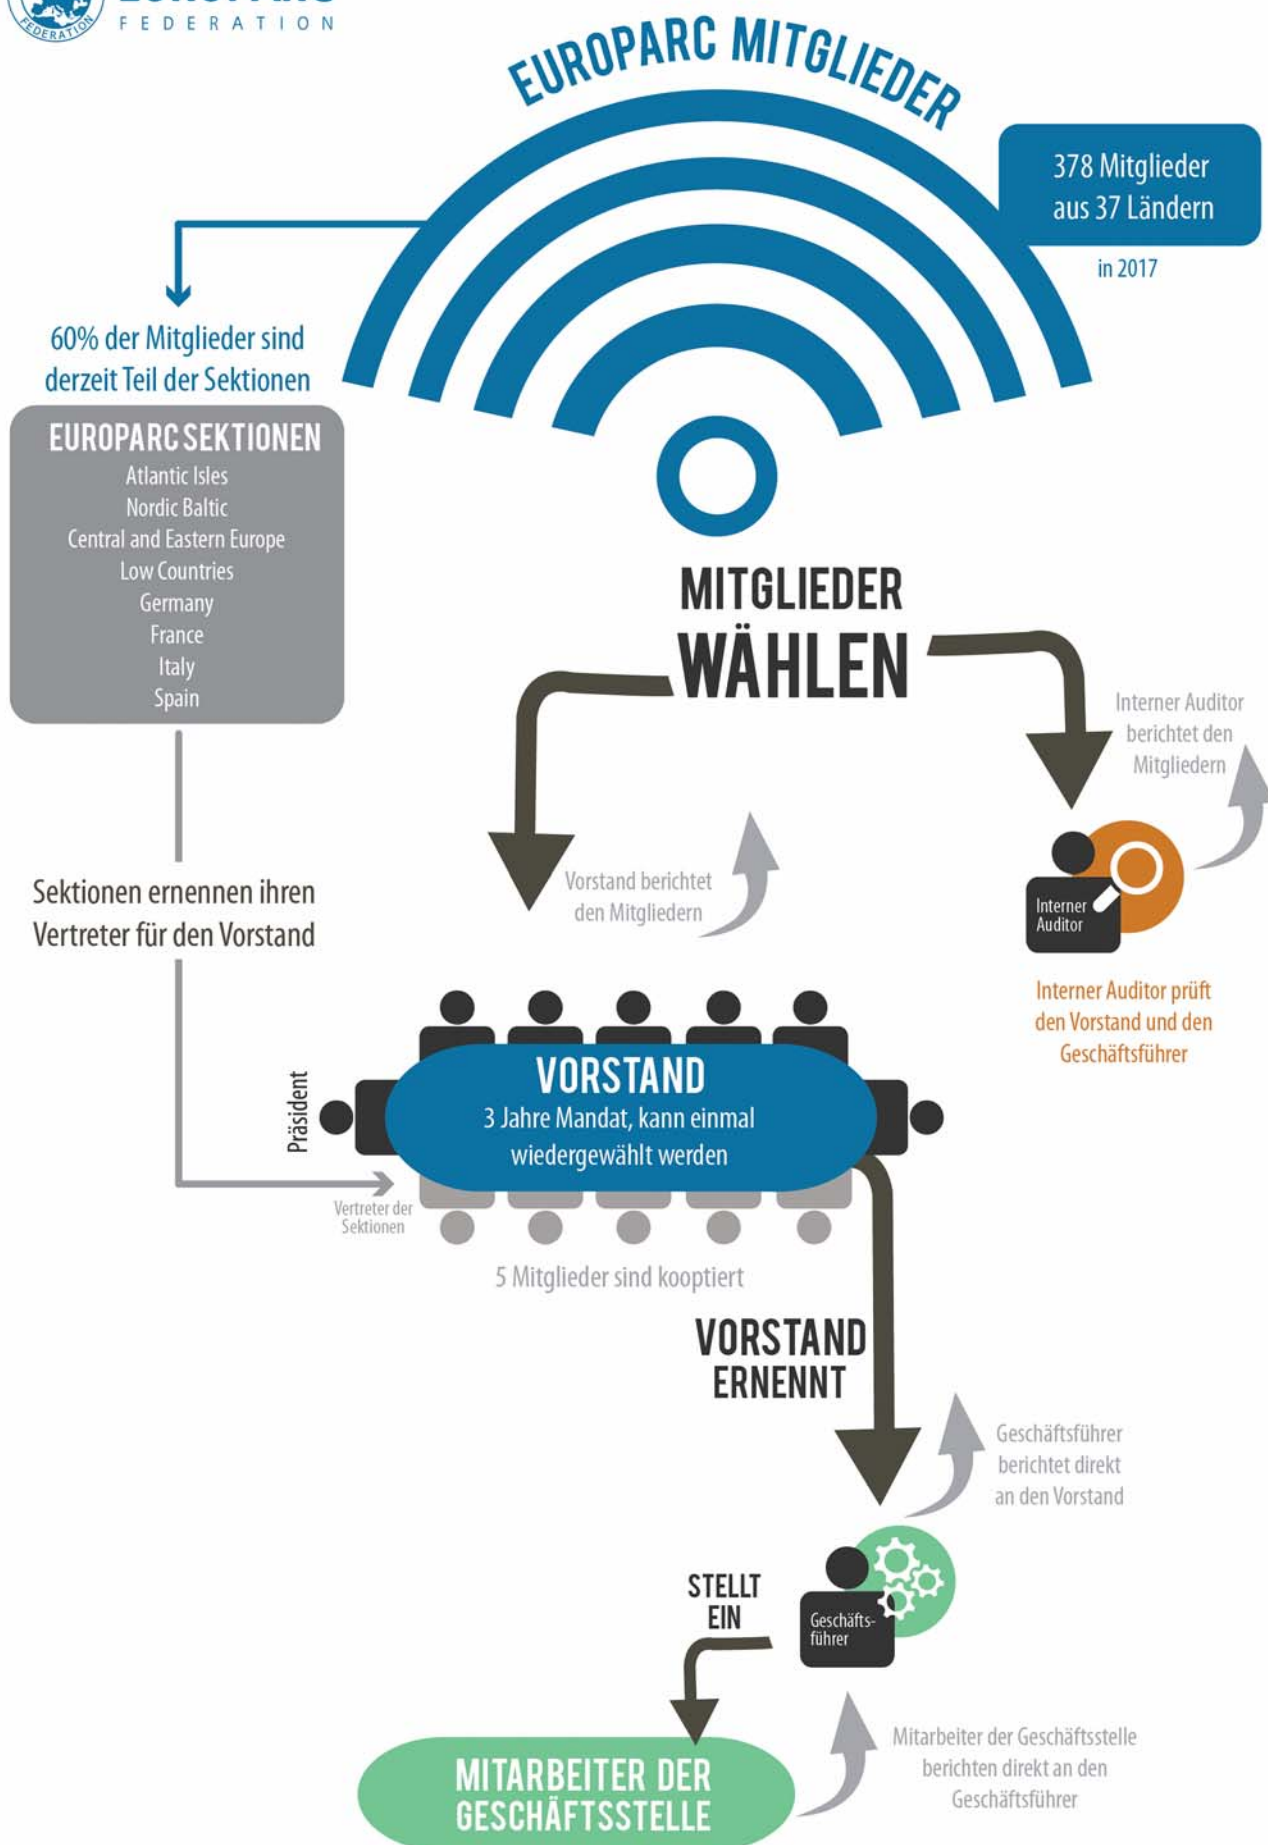 FEDERATION
FEDERATION
EUROPARC MITGLIEDER
378 Mitglieder
aus 37 Ländern
in 2017
60% der Mitglieder sind
derzeit Teil der Sektionen
EUROPARC SEKTIONEN
Atlantic Isles
Nordic Baltic
Central and Eastern Europe
Low Countries
Germany
France
Italy
Spain
MITGLIEDER
WÄHLEN
Interner Auditor
berichtet den
Mitgliedern
Vorstand berichtet
den Mitgliedern
Sektionen ernennen ihren
Vertreter für den Vorstand
Interner
Auditor
Interner Auditor prüft
den Vorstand und den
Geschäftsführer
Präsident
VORSTAND
3 Jahre Mandat, kann einmal
wiedergewählt werden
Vertreter der
Sektionen
5 Mitglieder sind kooptiert
VORSTAND
ERNENNT
Geschäftsführer
berichtet direkt
an den Vorstand
STELLT
EIN
Geschäfts-
führer
Mitarbeiter der Geschäftsstelle
berichten direkt an den
Geschäftsführer
MITARBEITER DER
GESCHÄFTSSTELLE